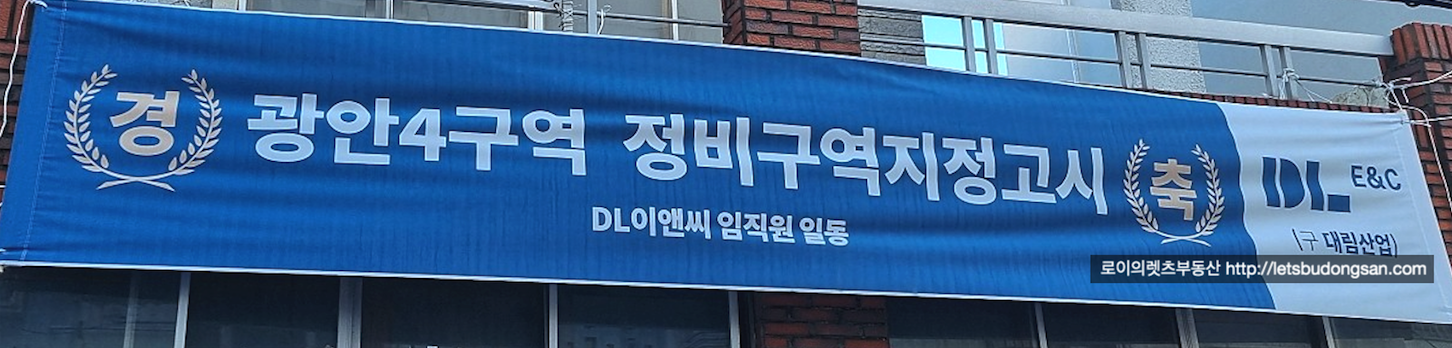 경 광안4구역 정비구역지정고시 축
DL이앤씨 임직원 일동
DL E&C
(구 대림산업)
로이의렛츠부동산 http://letsbudongsan.com